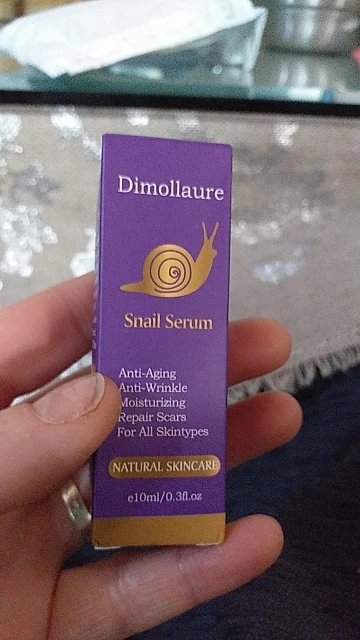 Dimollaure
Snail Serum
Anti-Aging
Anti-Wrinkle
Moisturizing
Repair Scars
For All Skintypes
NATURAL SKINCARE
e10ml/0.3fl.oz